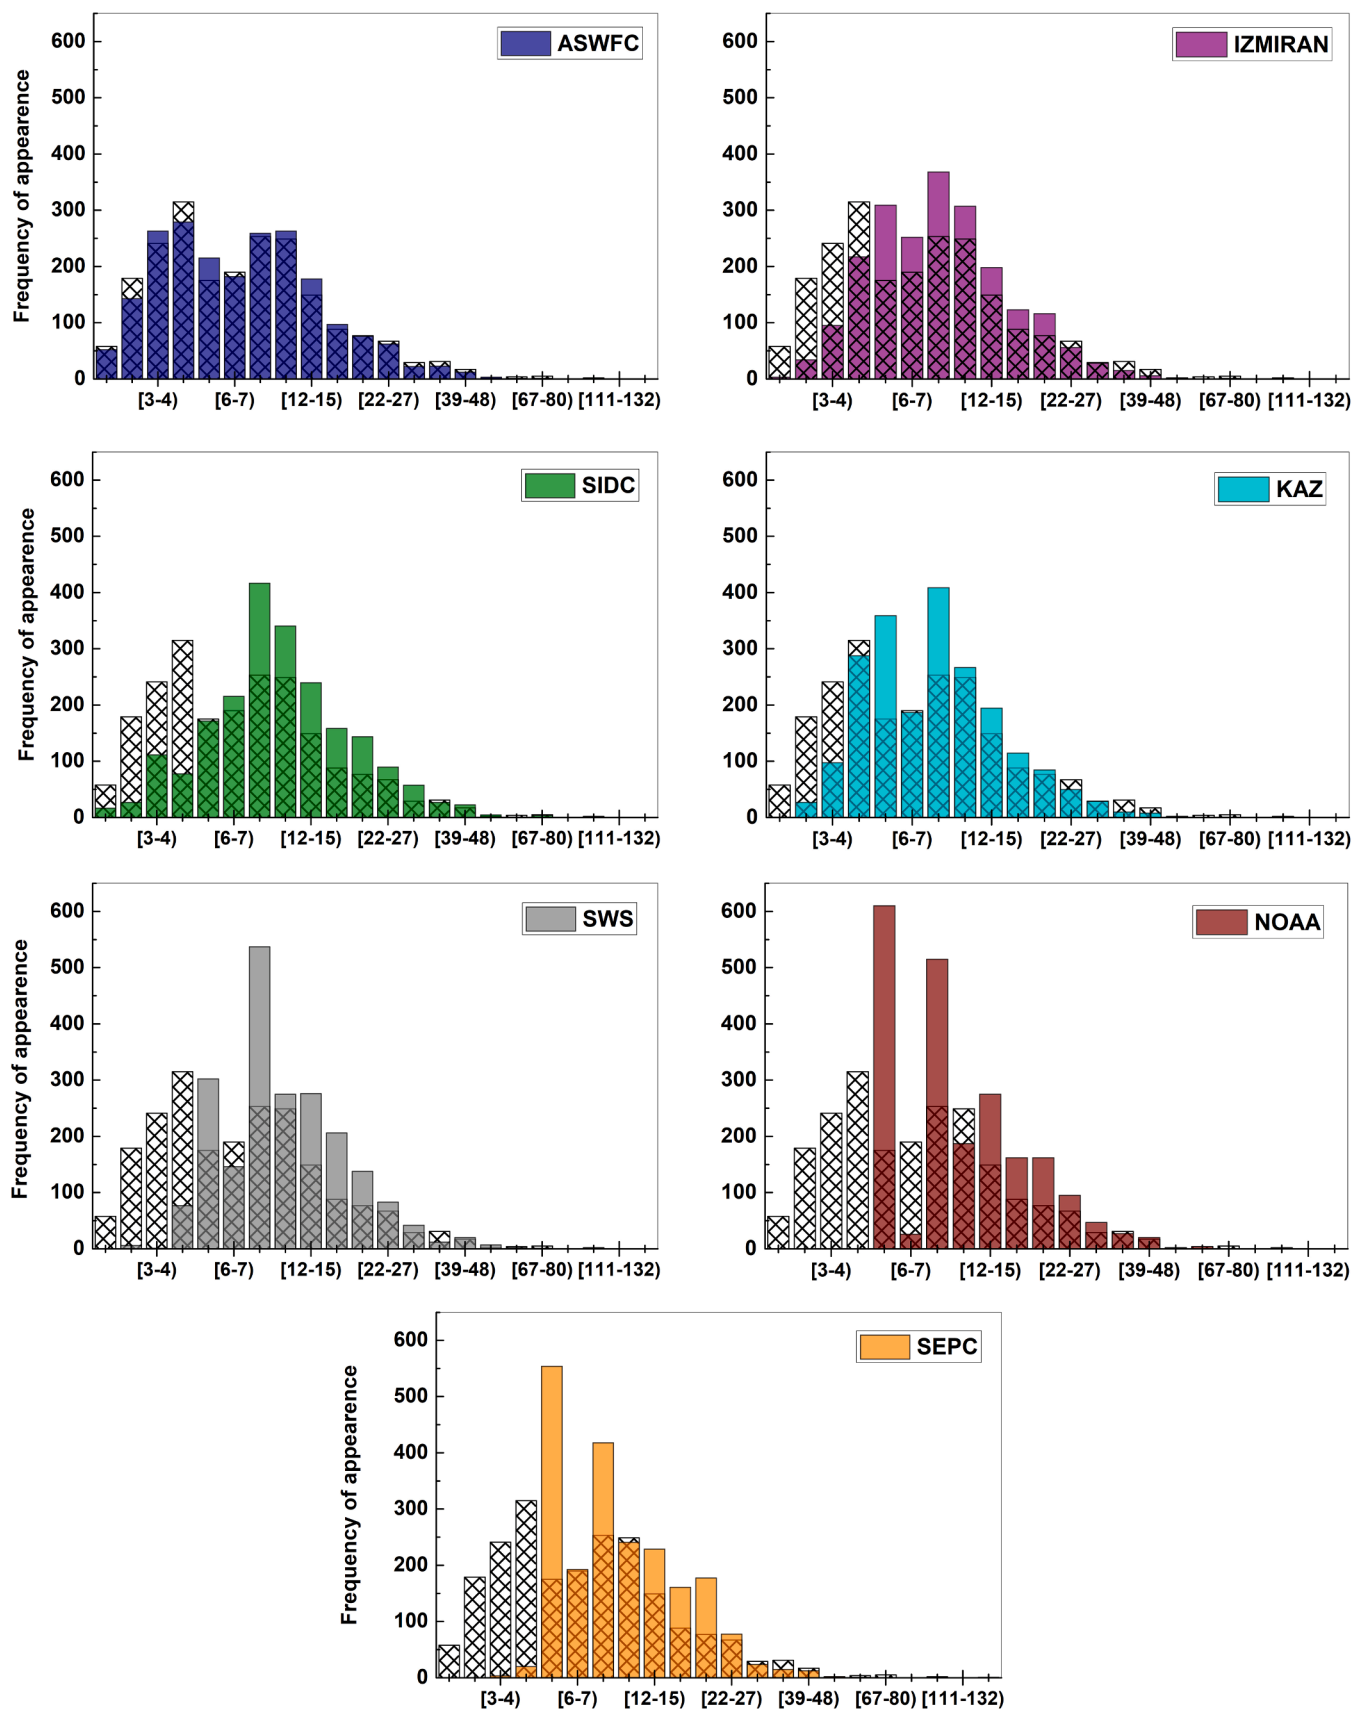 ASWFC
Frequency of appearence
600
500
400
300
200
100
0
[3-4) [6-7) [12-15) [22-27) [39-48) [67-80) [111-132)
IZMIRAN
600
500
400
300
200
100
0
[3-4) [6-7) [12-15) [22-27) [39-48) [67-80) [111-132)
SIDC
Frequency of appearence
600
500
400
300
200
100
0
[3-4) [6-7) [12-15) [22-27) [39-48) [67-80) [111-132)
KAZ
600
500
400
300
200
100
0
[3-4) [6-7) [12-15) [22-27) [39-48) [67-80) [111-132)
SWS
Frequency of appearence
600
500
400
300
200
100
0
[3-4) [6-7) [12-15) [22-27) [39-48) [67-80) [111-132)
NOAA
600
500
400
300
200
100
0
[3-4) [6-7) [12-15) [22-27) [39-48) [67-80) [111-132)
SEPC
Frequency of appearence
600
500
400
300
200
100
0
[3-4) [6-7) [12-15) [22-27) [39-48) [67-80) [111-132)